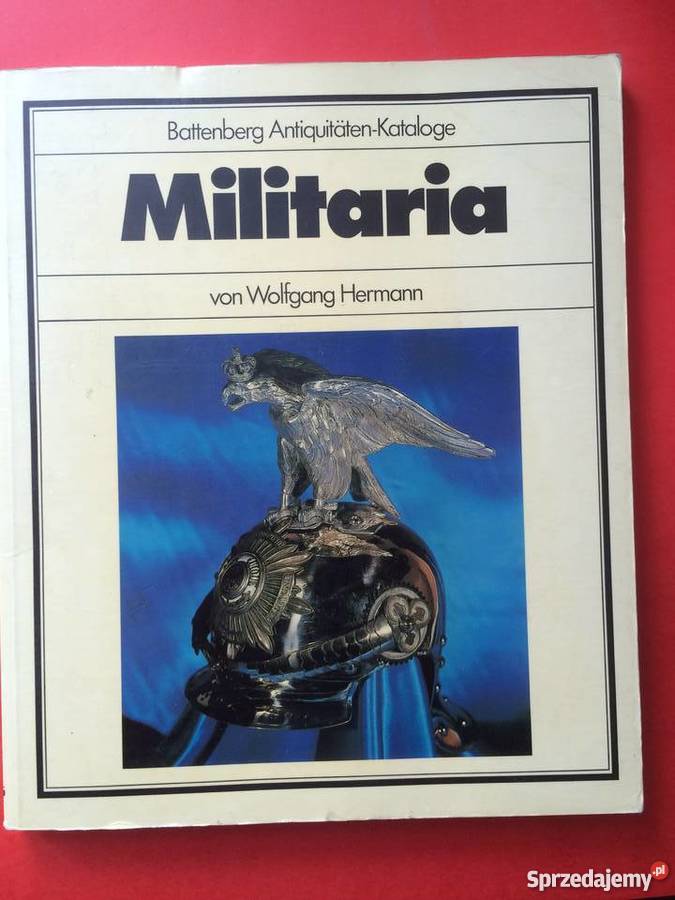 Battenberg Antiquitäten-Kataloge
Militaria
von Wolfgang Hermann
Sprzedajemy.pl